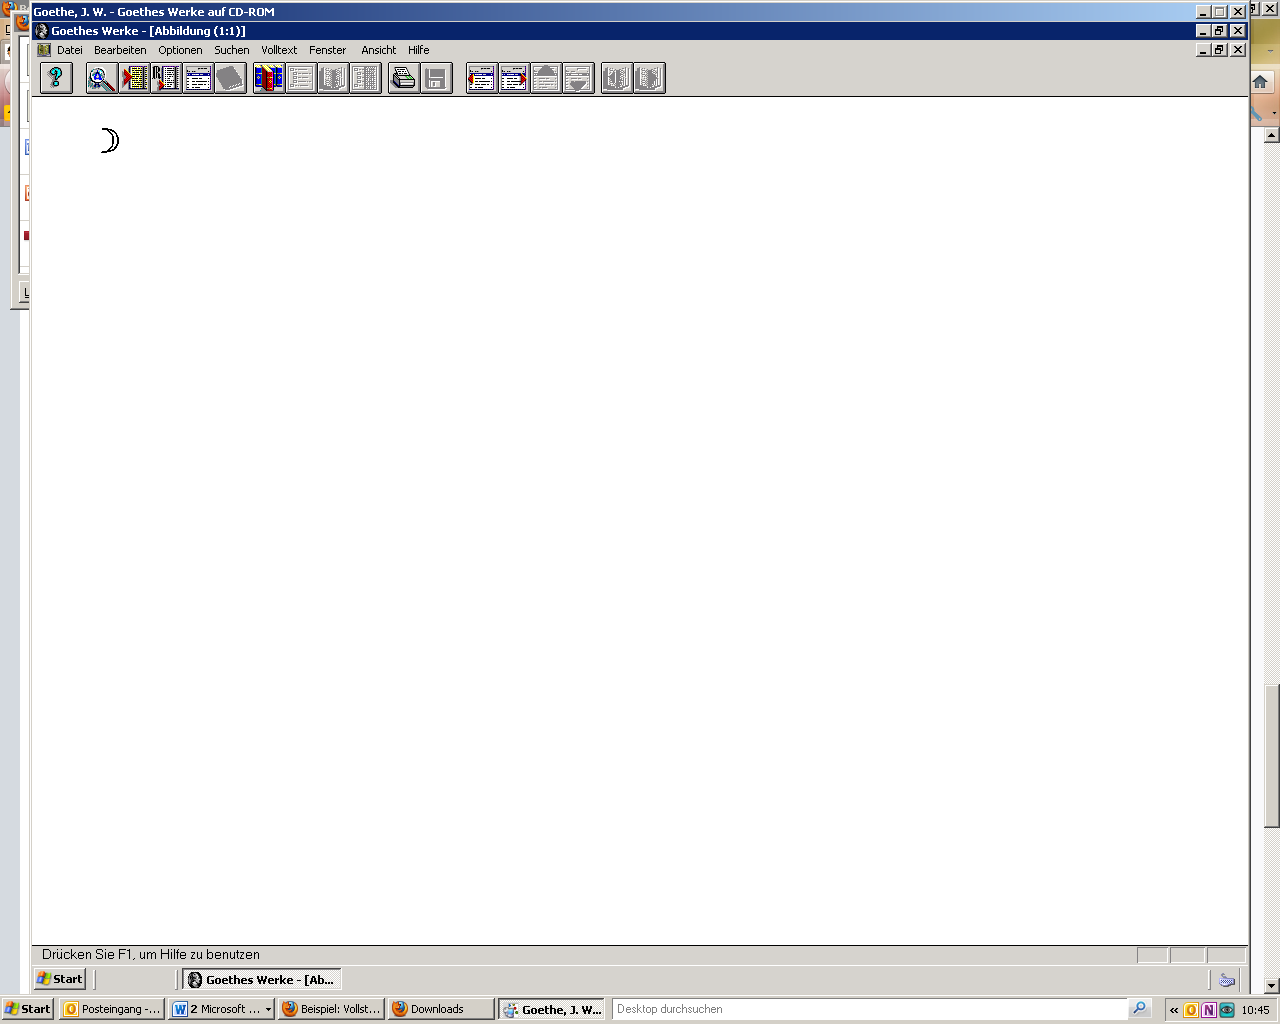 Goethe, J. W. - Goethes Werke auf CD-ROM
Goethes Werke - [Abbildung (1:1)]
Datei Bearbeiten Optionen Suchen Volltext Fenster Ansicht Hilfe
Drücken Sie F1, um Hilfe zu benutzen
Start Goethes Werke - [Ab...
Start Posteingang -... 2 Microsoft ... Beispiel: Vollst... Downloads Goethe, J. W... Desktop durchsuchen « 10:45